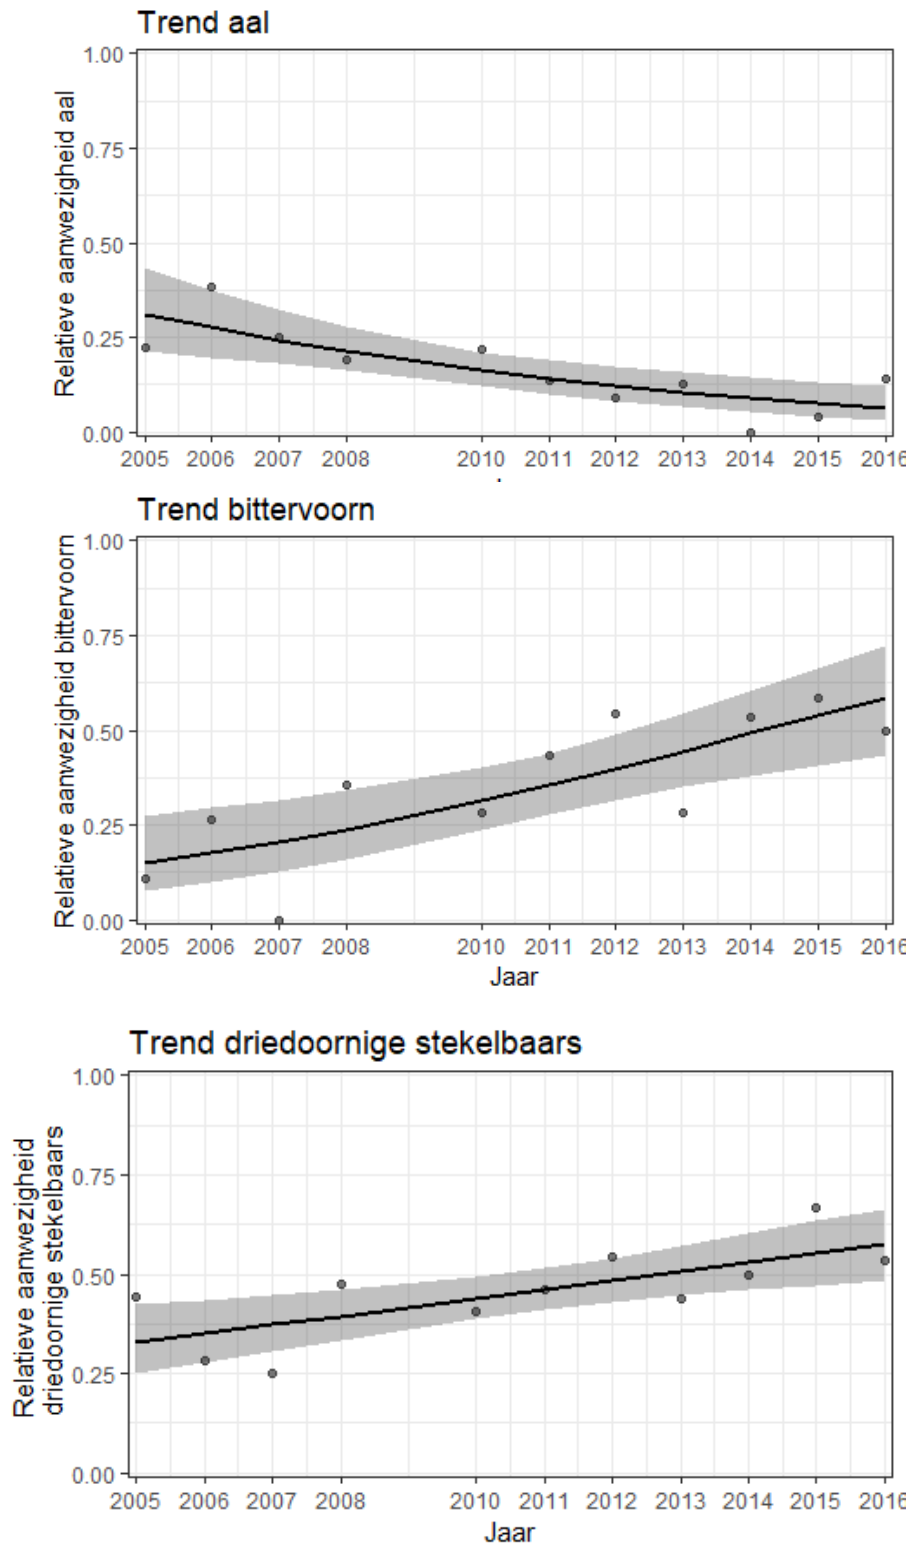 Trend aal
Relatieve aanwezigheid aal
1.00
0.75
0.50
0.25
0.00
2005 2006 2007 2008 2010 2011 2012 2013 2014 2015 2016
Trend bittervoorn
Relatieve aanwezigheid bittervoorn
1.00
0.75
0.50
0.25
0.00
2005 2006 2007 2008 2010 2011 2012 2013 2014 2015 2016
Jaar
Trend driedoornige stekelbaars
Relatieve aanwezigheid
driedoornige stekelbaars
1.00
0.75
0.50
0.25
0.00
2005 2006 2007 2008 2010 2011 2012 2013 2014 2015 2016
Jaar